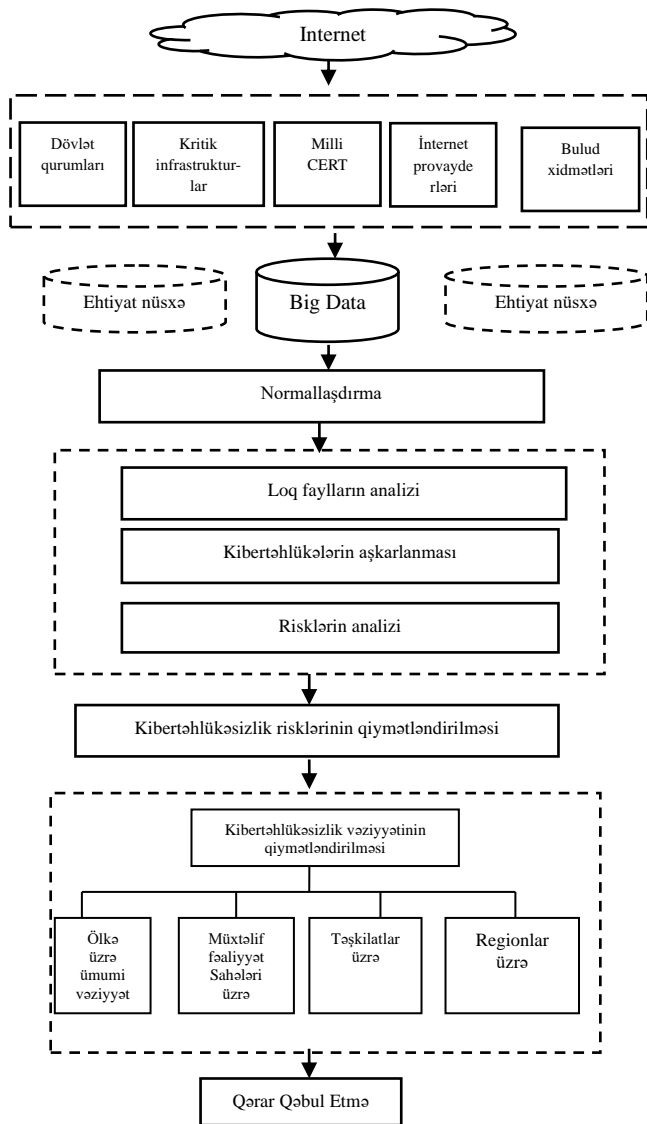 Internet
Dövlət
qurumları
Kritik
infrastruktur-
lar
Milli
CERT
İnternet
provayde
rləri
Bulud
xidmətləri
Ehtiyat nüsxə
Big Data
Ehtiyat nüsxə
Normallaşdırma
Loq faylların analizi
Kibertəhlükələrin aşkarlanması
Risklərin analizi
Kibertəhlükəsizlik risklərinin qiymətləndirilməsi
Kibertəhlükəsizlik vəziyyətinin
qiymətləndirilməsi
Ölkə
üzrə
ümumi
vəziyyət
Müxtəlif
fəaliyyət
Sahələri
üzrə
Təşkilatlar
üzrə
Regionlar
üzrə
Qərar Qəbul Etmə